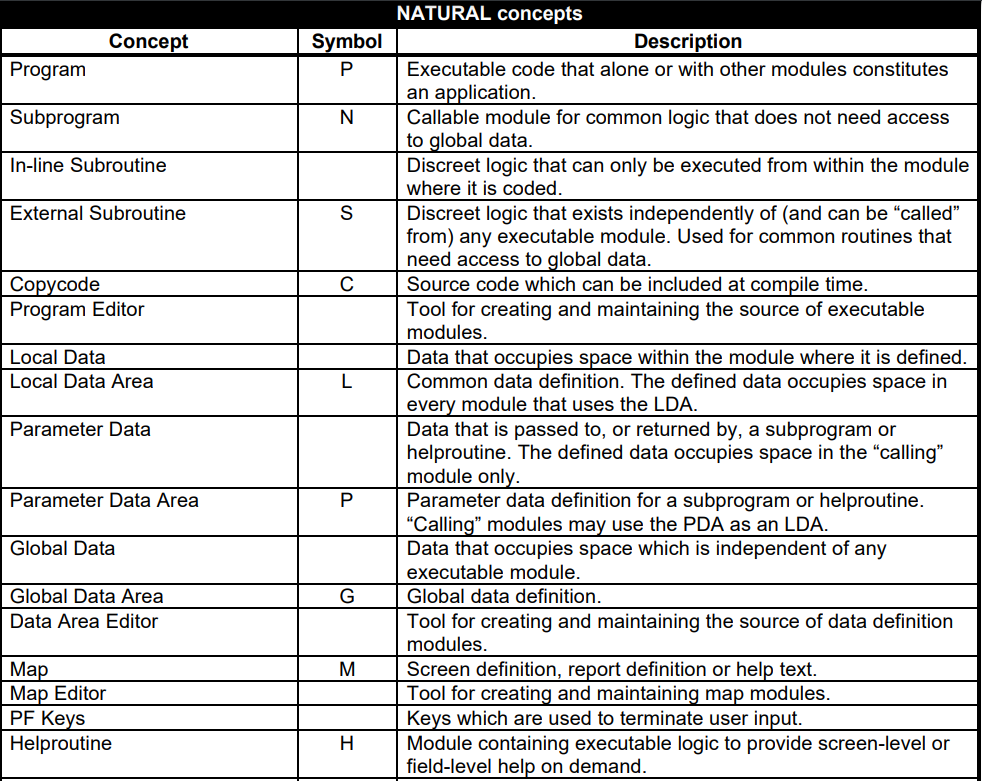 NATURAL concepts
Concept Symbol Description
Program P Executable code that alone or with other modules constitutes
an application.
Subprogram N Callable module for common logic that does not need access
to global data.
In-line Subroutine Discreet logic that can only be executed from within the module
where it is coded.
External Subroutine S Discreet logic that exists independently of (and can be “called”
from) any executable module. Used for common routines that
need access to global data.
Copycode C Source code which can be included at compile time.
Program Editor Tool for creating and maintaining the source of executable
modules.
Local Data Data that occupies space within the module where it is defined.
Local Data Area L Common data definition. The defined data occupies space in
every module that uses the LDA.
Parameter Data Data that is passed to, or returned by, a subprogram or
helproutine. The defined data occupies space in the “calling”
module only.
Parameter Data Area P Parameter data definition for a subprogram or helproutine.
“Calling” modules may use the PDA as an LDA.
Global Data Data that occupies space which is independent of any
executable module.
Global Data Area G Global data definition.
Data Area Editor Tool for creating and maintaining the source of data definition
modules.
Map M Screen definition, report definition or help text.
Map Editor Tool for creating and maintaining map modules.
PF Keys Keys which are used to terminate user input.
Helproutine H Module containing executable logic to provide screen-level or
field-level help on demand.